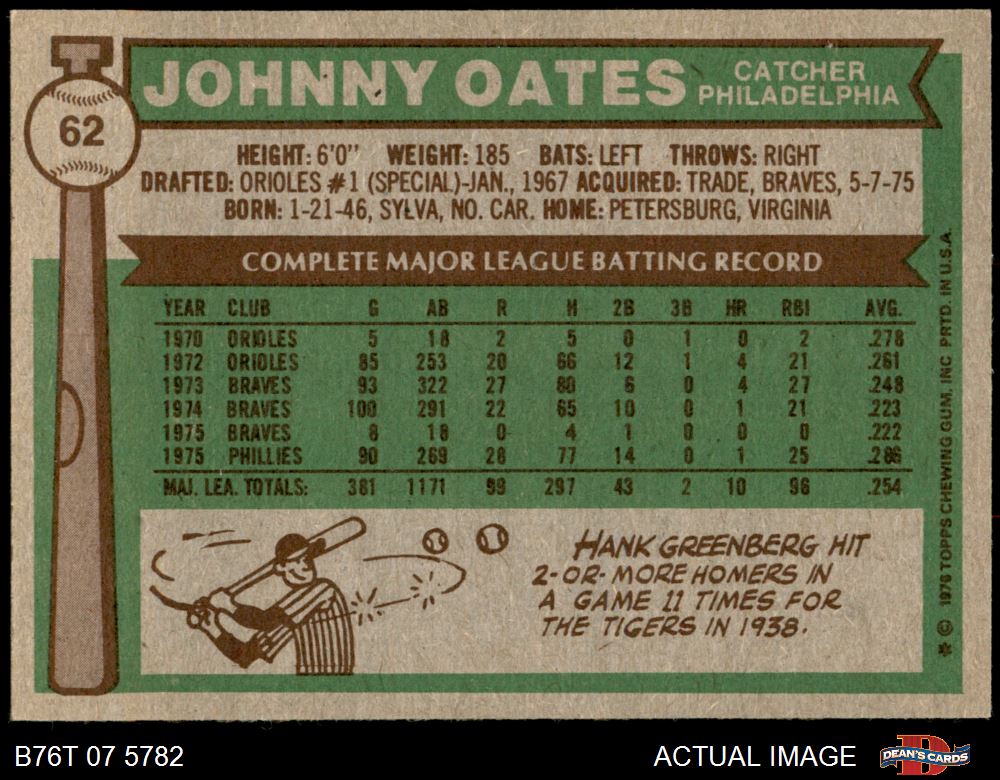 62
JOHNNY OATES
CATCHER
PHILADELPHIA
HEIGHT: 6'0" WEIGHT: 185 BATS: LEFT THROWS: RIGHT
DRAFTED: ORIOLES #1 (SPECIAL)-JAN., 1967 ACQUIRED: TRADE, BRAVES, 5-7-75
BORN: 1-21-46, SYLVA, NO. CAR. HOME: PETERSBURG, VIRGINIA
COMPLETE MAJOR LEAGUE BATTING RECORD
YEAR CLUB G AB R H 2B 3B HR RBI AVG.
1970 ORIOLES 5 18 2 5 0 1 0 2 .278
1972 ORIOLES 85 253 20 66 12 1 4 21 .261
1973 BRAVES 93 322 27 80 6 0 4 27 .248
1974 BRAVES 100 291 22 65 10 0 1 21 .223
1975 BRAVES 8 18 0 4 1 0 0 0 .222
1975 PHILLIES 90 269 28 77 14 0 1 25 .286
MAJ. LEA. TOTALS: 381 1171 99 297 43 2 10 96 .254
HANK GREENBERG HIT
2-OR-MORE HOMERS IN
A GAME 11 TIMES FOR
THE TIGERS IN 1938.
* © 1976 TOPPS CHEWING GUM, INC PRTD. IN U.S.A.
B76T 07 5782
ACTUAL IMAGE
DEAN'S CARDS